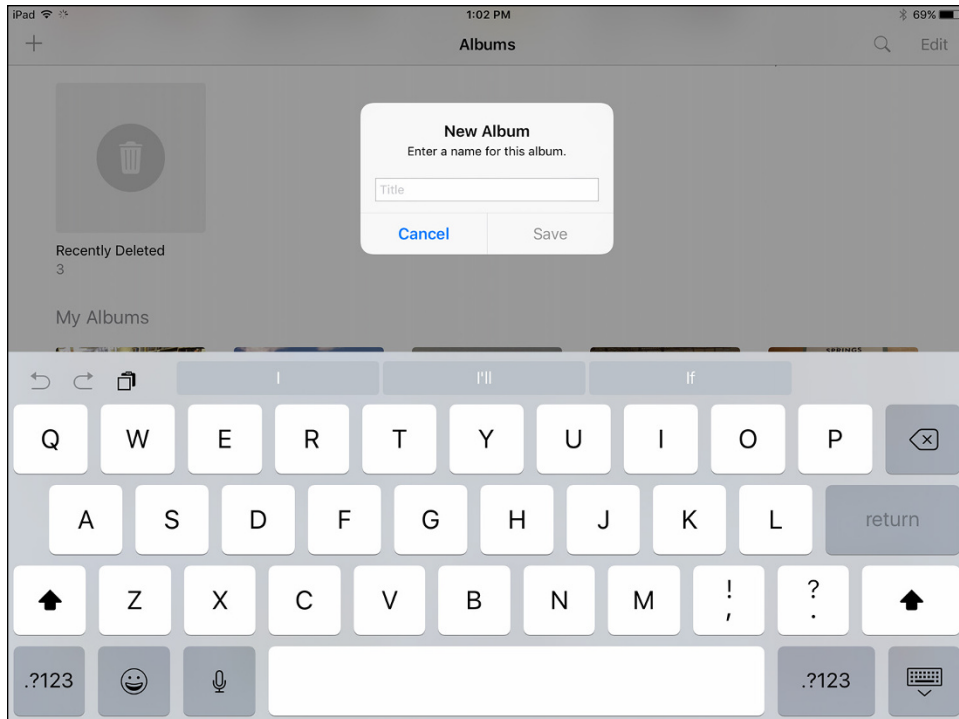 iPad 1:02 PM 69%
Albums Edit
New Album
Enter a name for this album.
Title
Cancel Save
Recently Deleted
3
My Albums
SPRINGS
I I'll If
Q W E R T Y U I O P
A S D F G H J K L return
Z X C V B N M ! , ? .
.?123 .?123